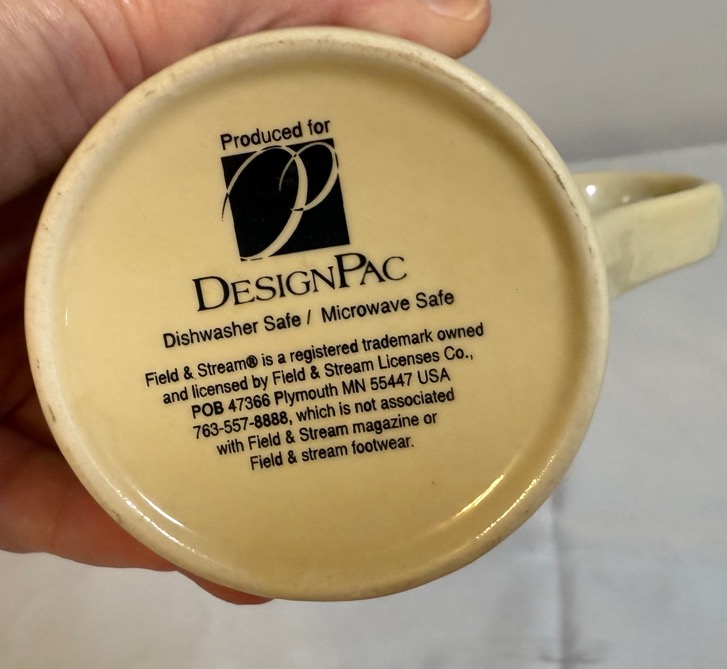 Produced for
DESIGNPAC
Dishwasher Safe / Microwave Safe
Field & Stream® is a registered trademark owned
and licensed by Field & Stream Licenses Co.,
POB 47366 Plymouth MN 55447 USA
763-557-8888, which is not associated
with Field & Stream magazine or
Field & stream footwear.